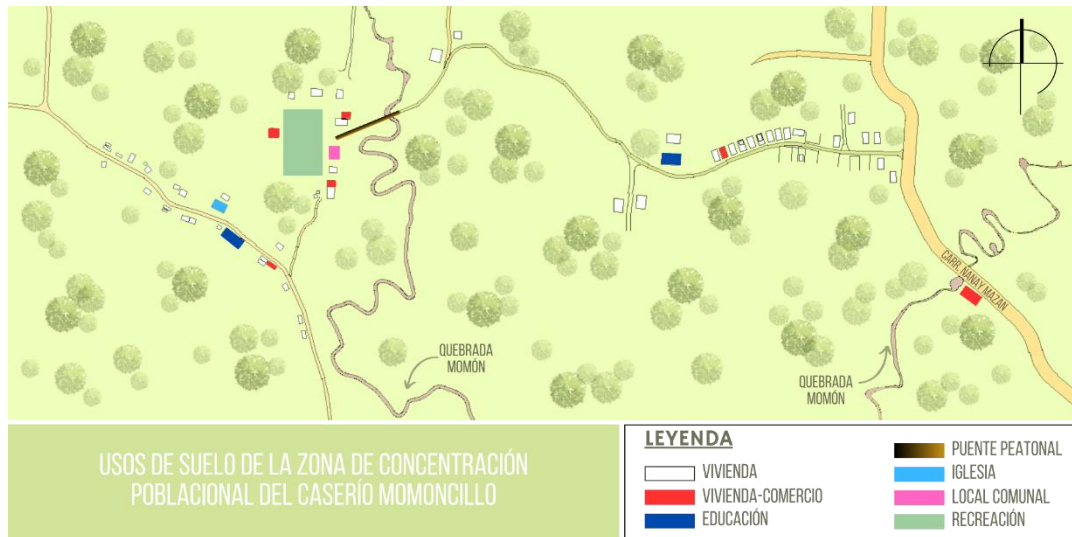 CARR. NANAY MAZAN
QUEBRADA
MOMÓN
QUEBRADA
MOMÓN
USOS DE SUELO DE LA ZONA DE CONCENTRACIÓN
POBLACIONAL DEL CASERÍO MOMONCILLO
LEYENDA
VIVIENDA
VIVIENDA-COMERCIO
EDUCACIÓN
PUENTE PEATONAL
IGLESIA
LOCAL COMUNAL
RECREACIÓN